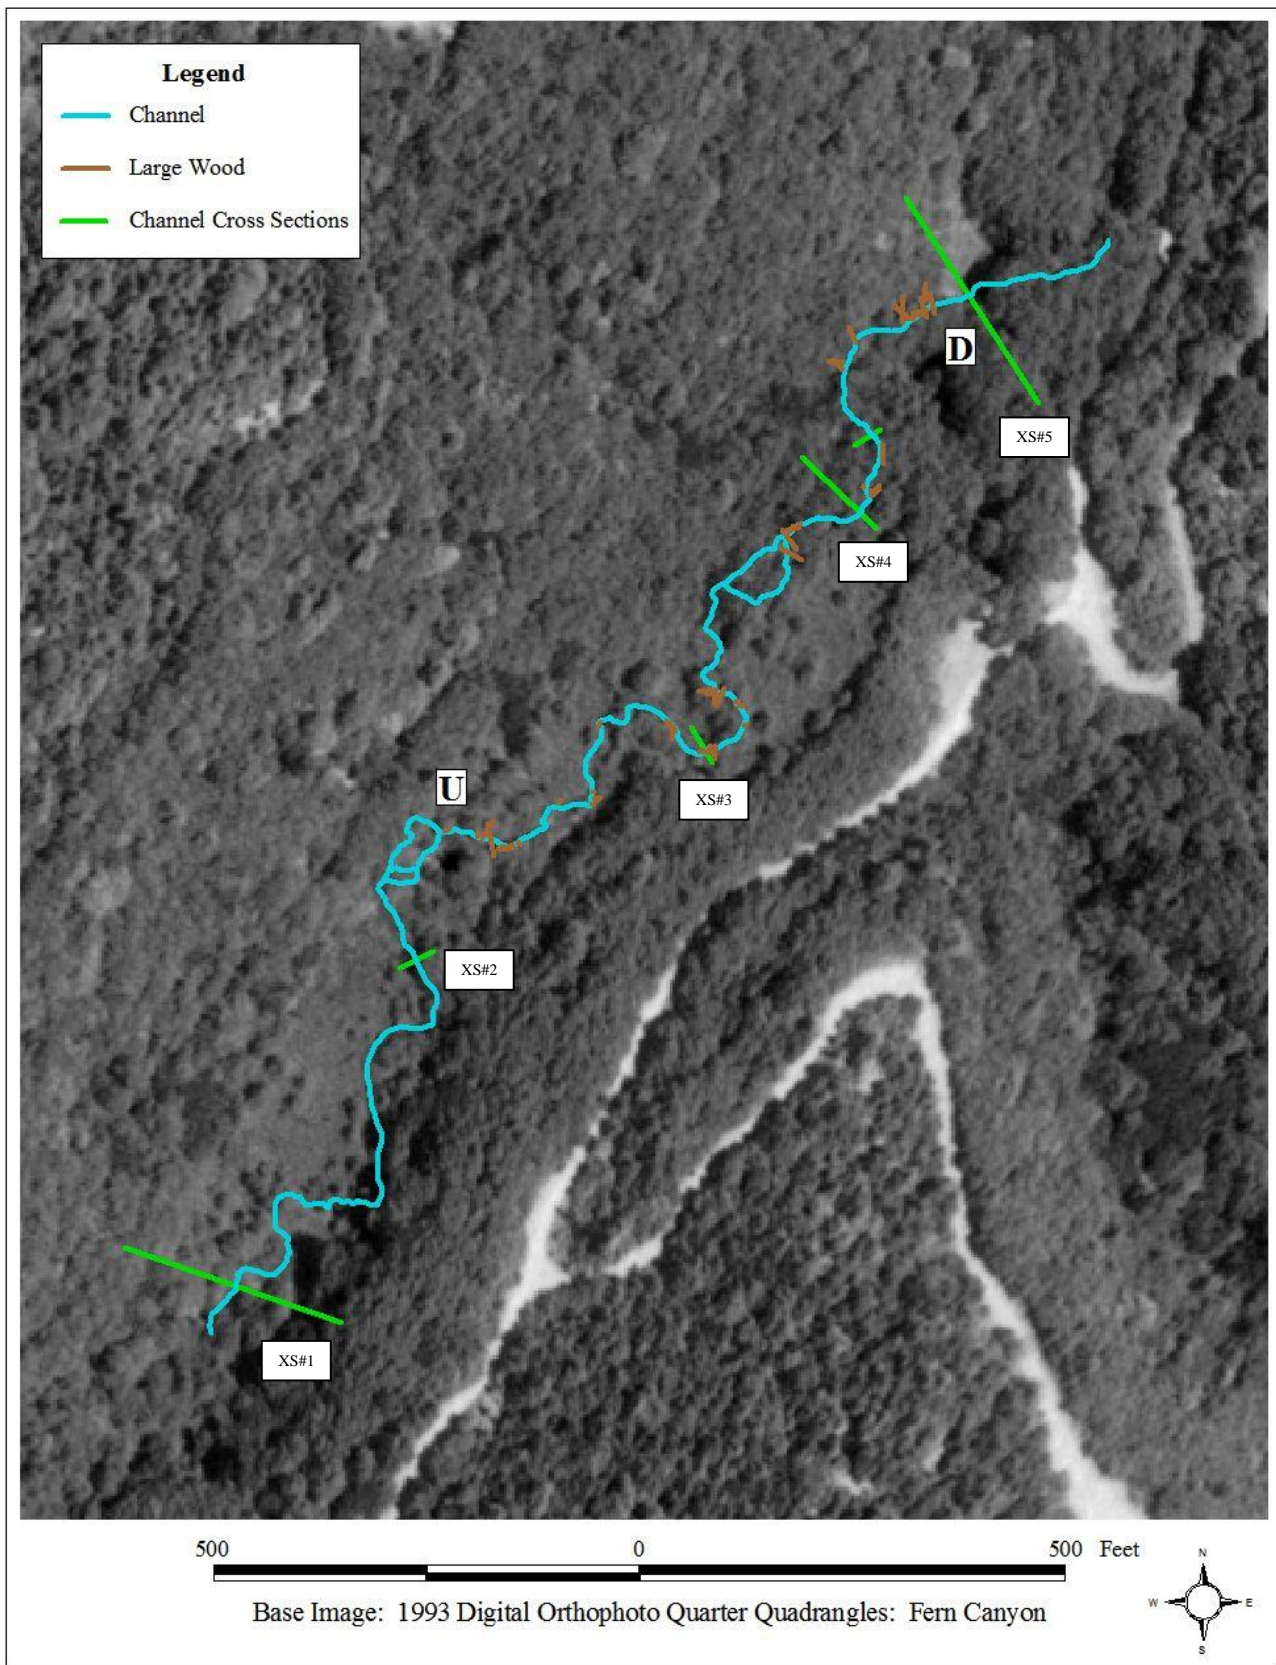 Legend
Channel
Large Wood
Channel Cross Sections
D
XS#5
XS#4
U
XS#3
XS#2
XS#1
500 0 500 Feet
N
W E
S
Base Image: 1993 Digital Orthophoto Quarter Quadrangles: Fern Canyon